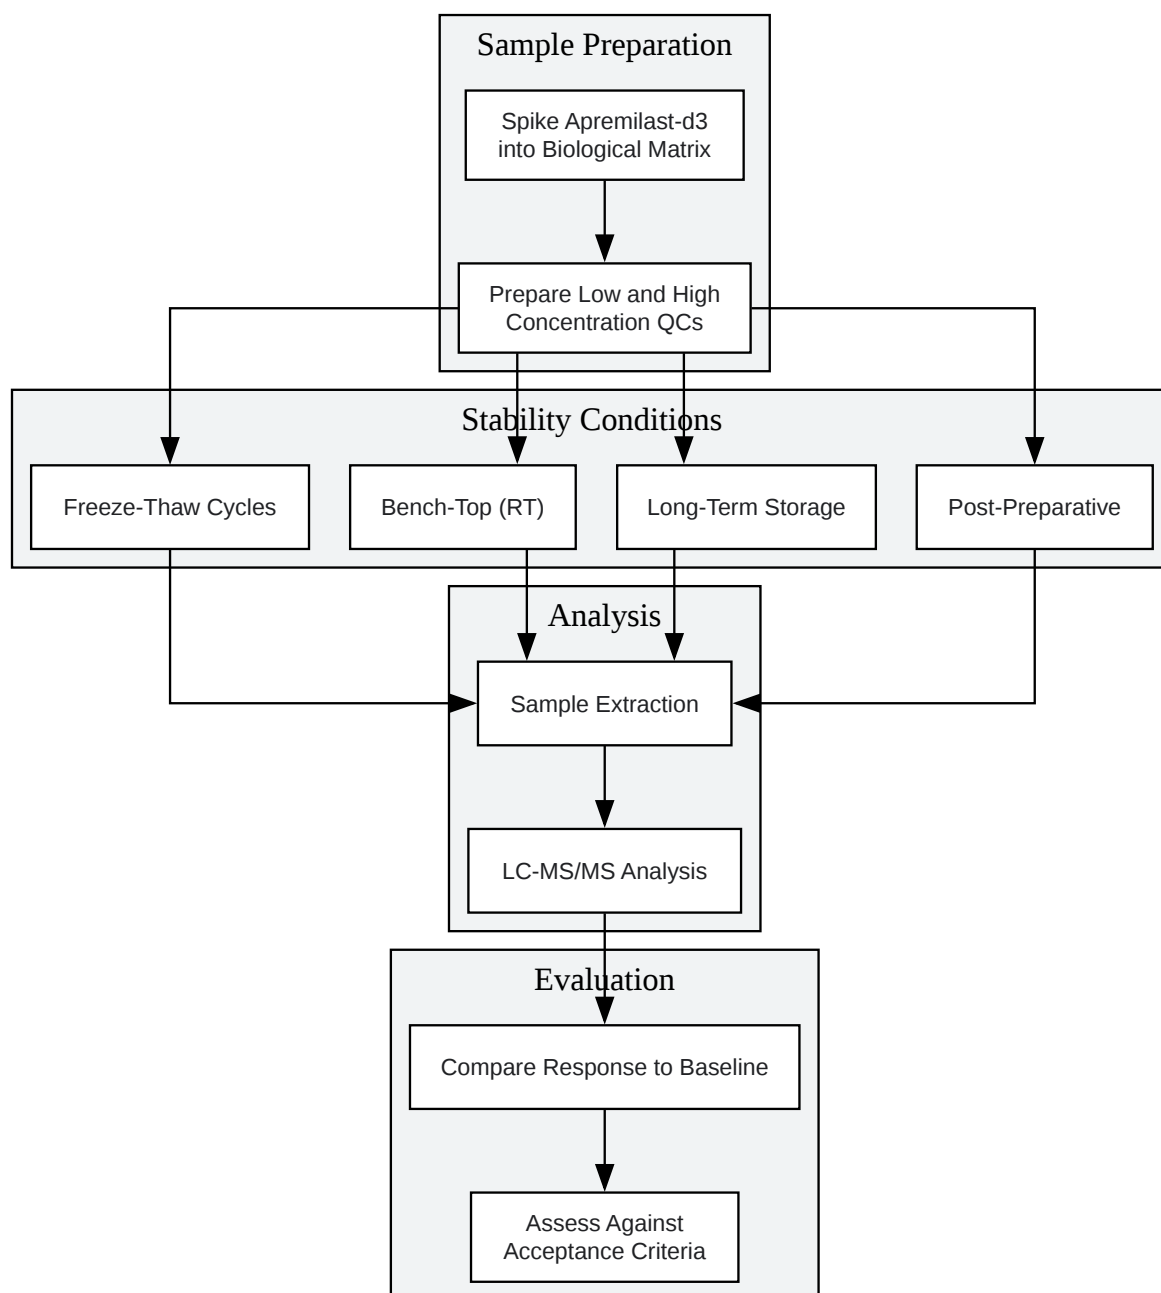 Sample Preparation
Spike Apremilast-d3
into Biological Matrix
Prepare Low and High
Concentration QCs
Stability Conditions
Freeze-Thaw Cycles
Bench-Top (RT)
Long-Term Storage
Post-Preparative
Analysis
Sample Extraction
LC-MS/MS Analysis
Evaluation
Compare Response to Baseline
Assess Against
Acceptance Criteria